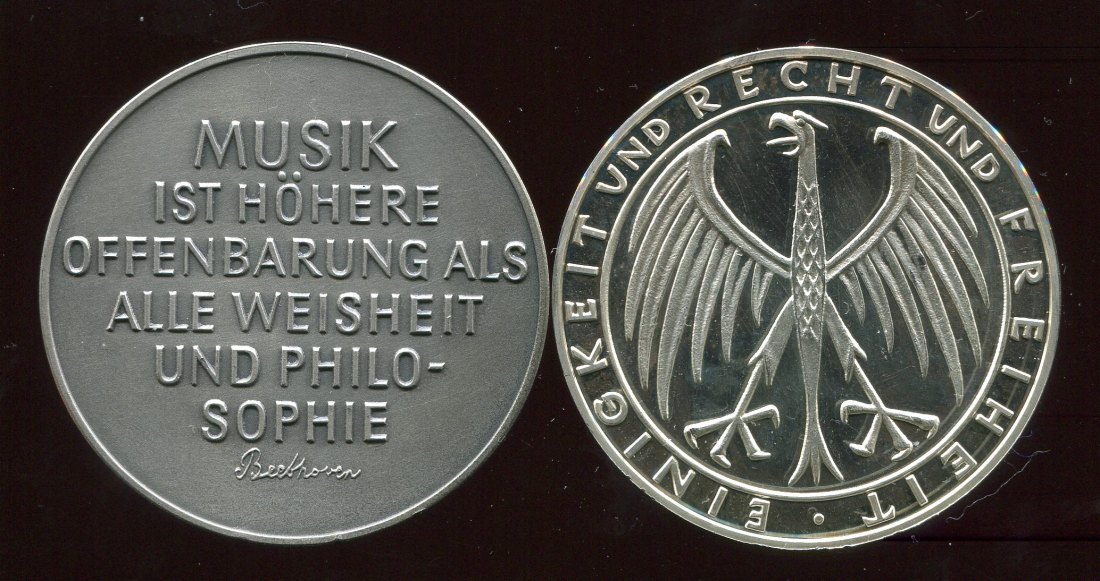 MUSIK
IST HÖHERE
OFFENBARUNG ALS
ALLE WEISHEIT
UND PHILO-
SOPHIE
Beethoven
EINIGKEIT UND RECHT UND FREIHEIT ·